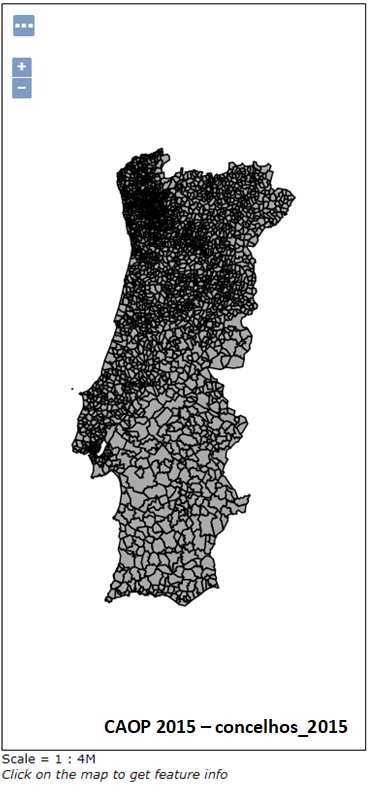 +
−
CAOP 2015 – concelhos_2015
Scale = 1 : 4M
Click on the map to get feature info